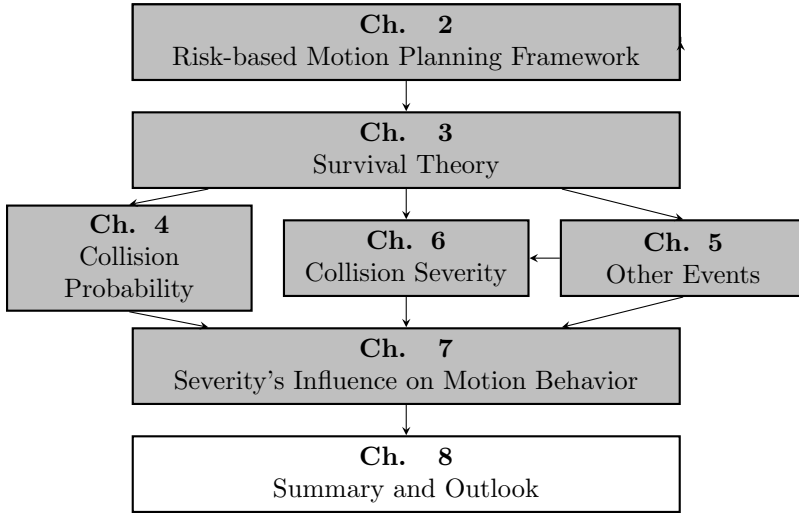 Ch. 2
Risk-based Motion Planning Framework
Ch. 3
Survival Theory
Ch. 4
Collision
Probability
Ch. 6
Collision Severity
Ch. 5
Other Events
Ch. 7
Severity's Influence on Motion Behavior
Ch. 8
Summary and Outlook